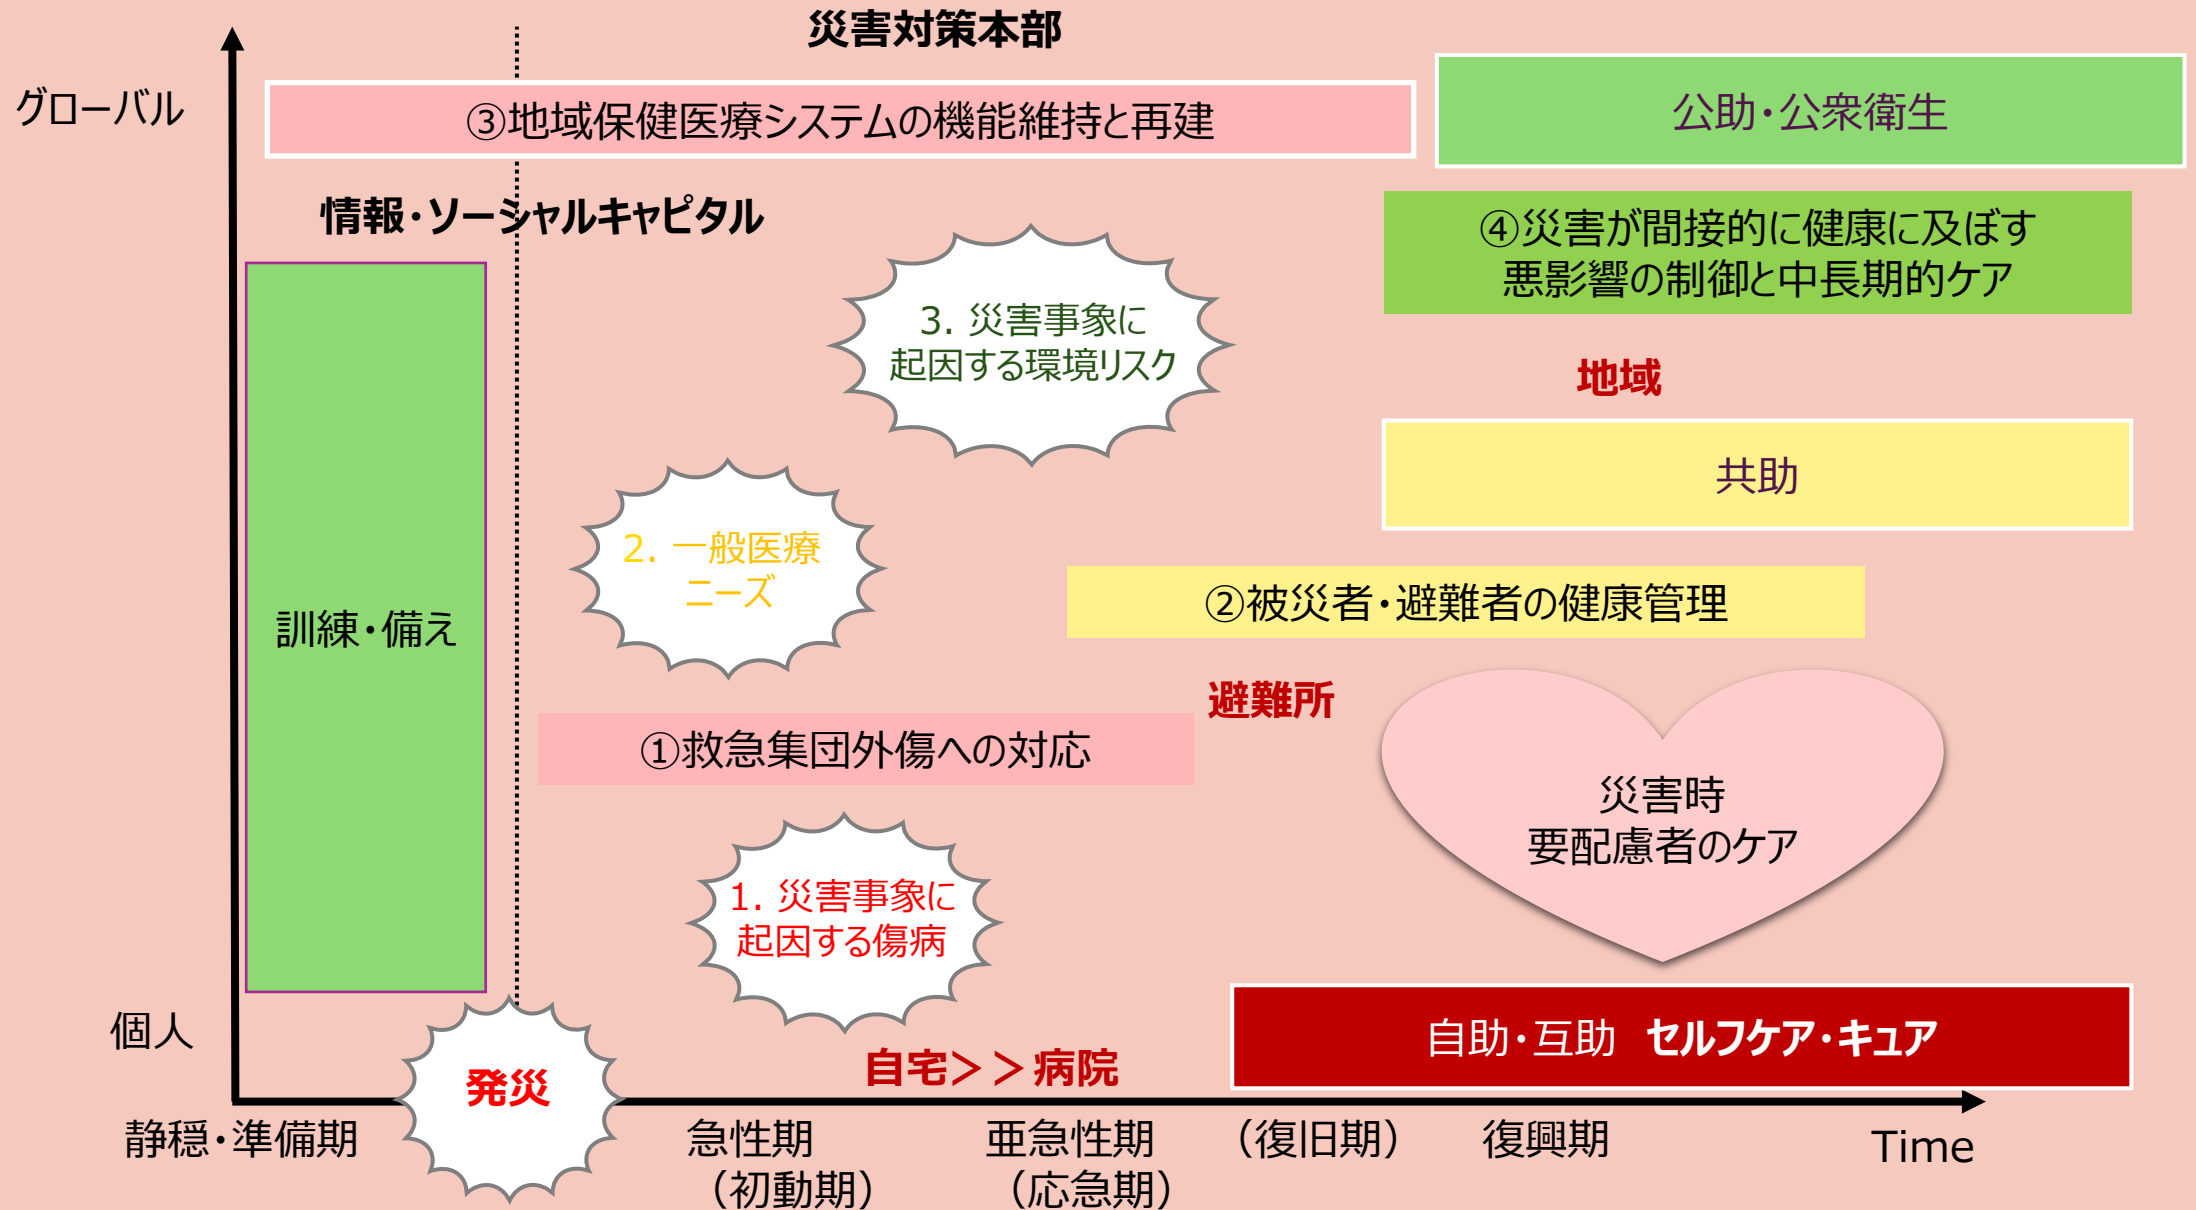 災害対策本部
グローバル
③地域保健医療システムの機能維持と再建
公助・公衆衛生
情報・ソーシャルキャピタル
④災害が間接的に健康に及ぼす
悪影響の制御と中長期的ケア
3. 災害事象に
起因する環境リスク
地域
共助
2. 一般医療
ニーズ
訓練・備え
②被災者・避難者の健康管理
避難所
①救急集団外傷への対応
災害時
要配慮者のケア
1. 災害事象に
起因する傷病
個人
自助・互助 セルフケア・キュア
自宅＞＞病院
発災
静穏・準備期
急性期
（初動期）
亜急性期
（応急期）
（復旧期）
復興期
Time